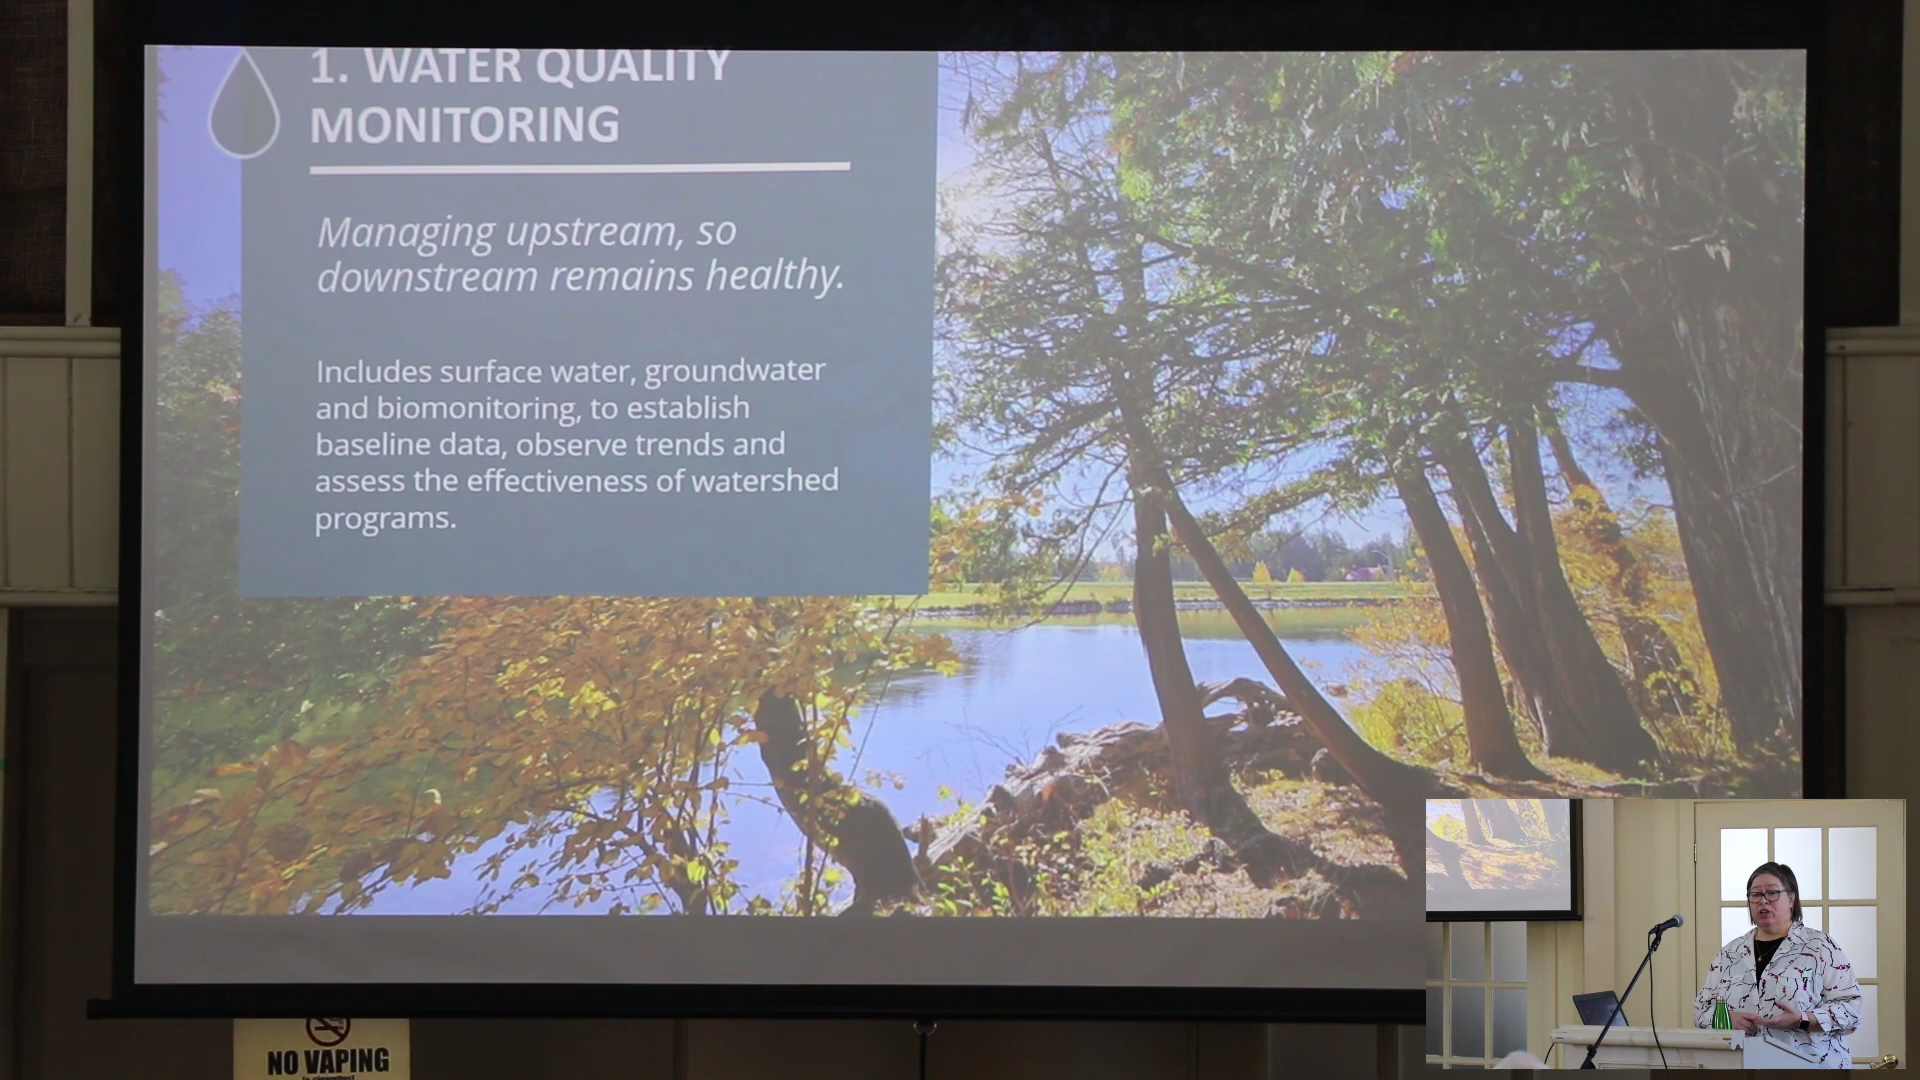 1. WATER QUALITY
MONITORING
Managing upstream, so
downstream remains healthy.
Includes surface water, groundwater
and biomonitoring, to establish
baseline data, observe trends and
assess the effectiveness of watershed
programs.
NO VAPING